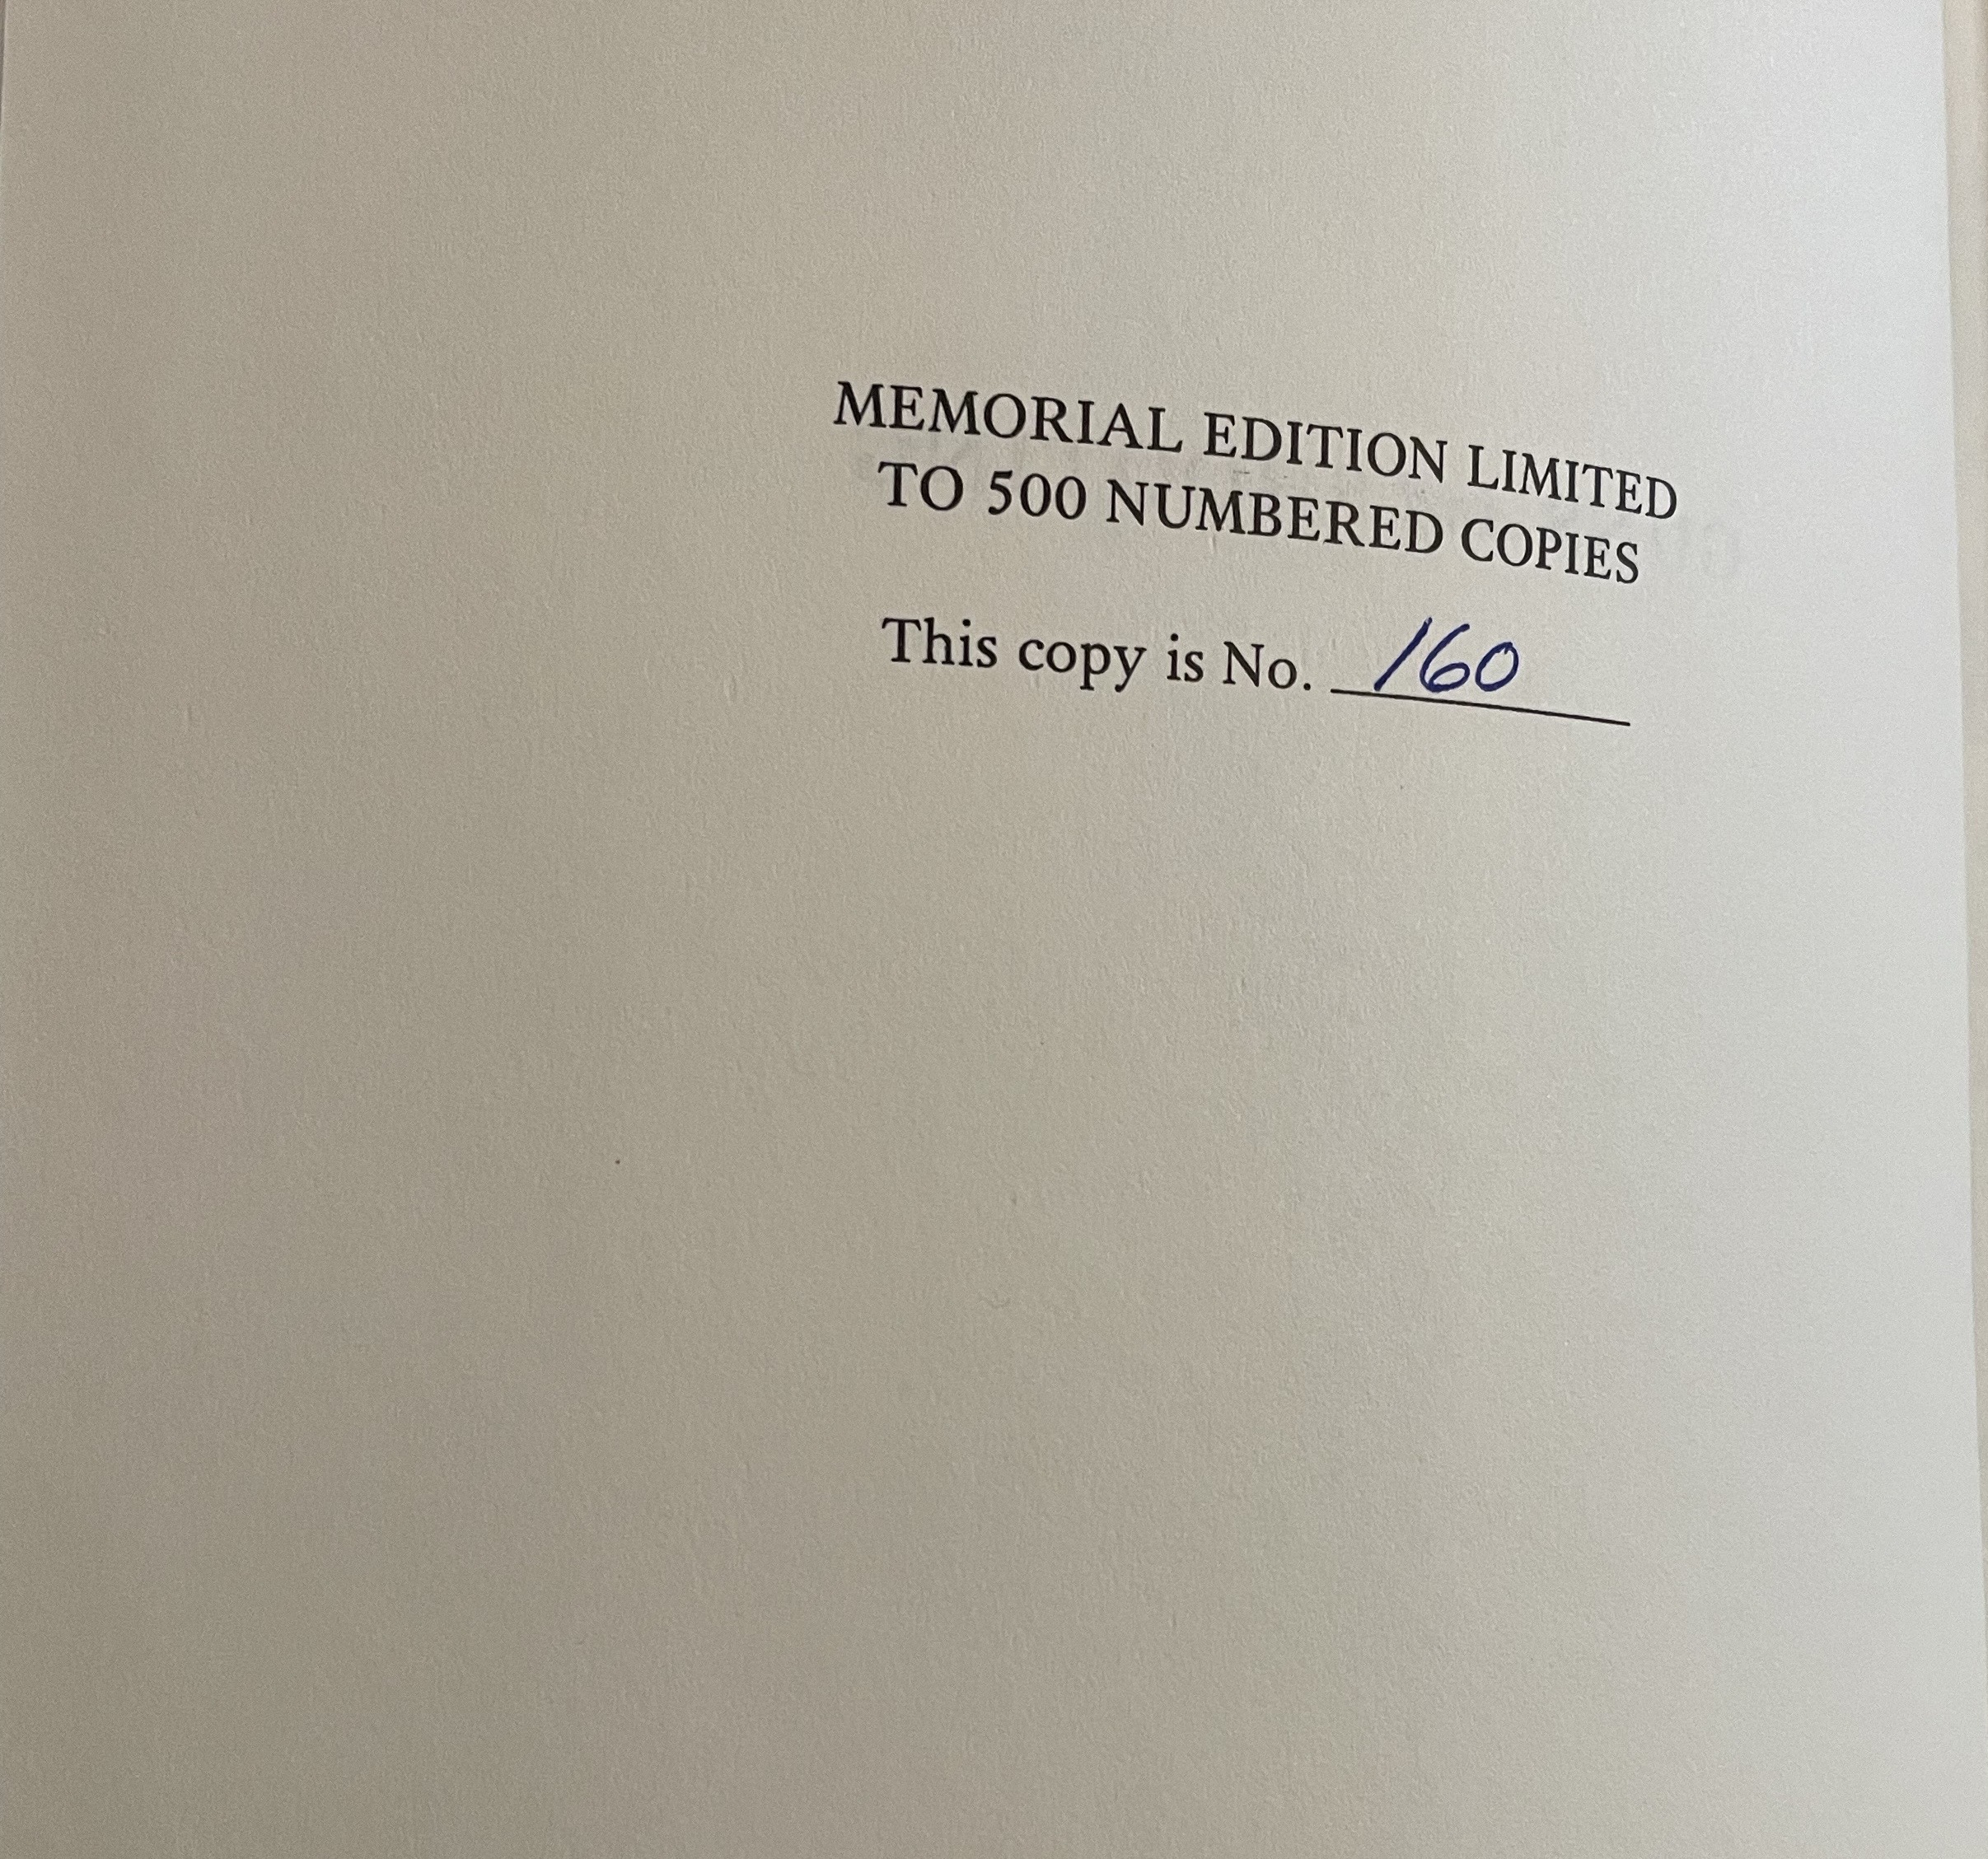 MEMORIAL EDITION LIMITED
TO 500 NUMBERED COPIES
This copy is No. 160